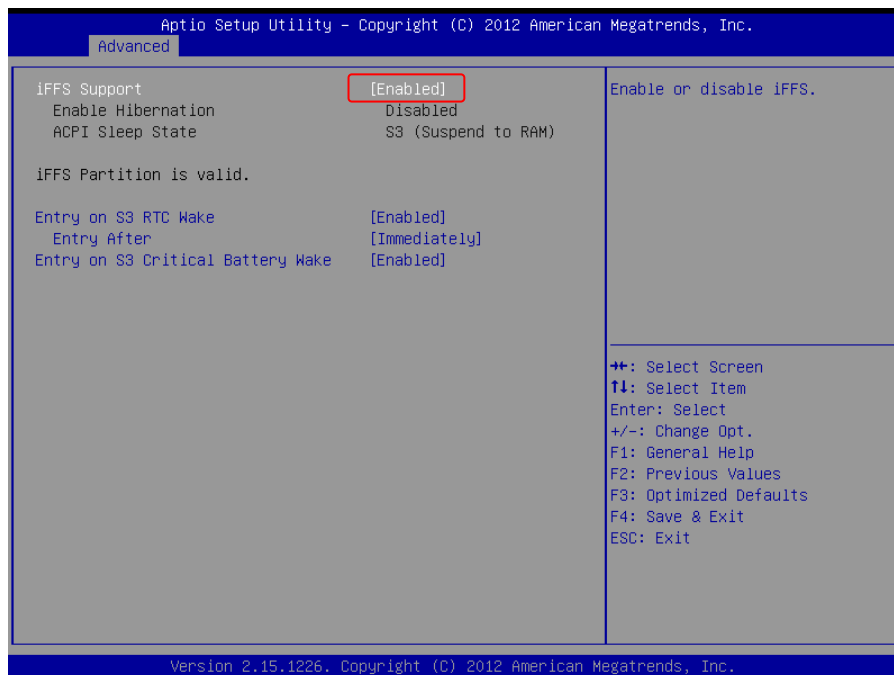 Aptio Setup Utility – Copyright (C) 2012 American Megatrends, Inc.
Advanced
iFFS Support [Enabled]
Enable Hibernation Disabled
ACPI Sleep State S3 (Suspend to RAM)
iFFS Partition is valid.
Entry on S3 RTC Wake [Enabled]
Entry After [Immediately]
Entry on S3 Critical Battery Wake [Enabled]
Enable or disable iFFS.
→←: Select Screen
↑↓: Select Item
Enter: Select
+/-: Change Opt.
F1: General Help
F2: Previous Values
F3: Optimized Defaults
F4: Save & Exit
ESC: Exit
Version 2.15.1226. Copyright (C) 2012 American Megatrends, Inc.